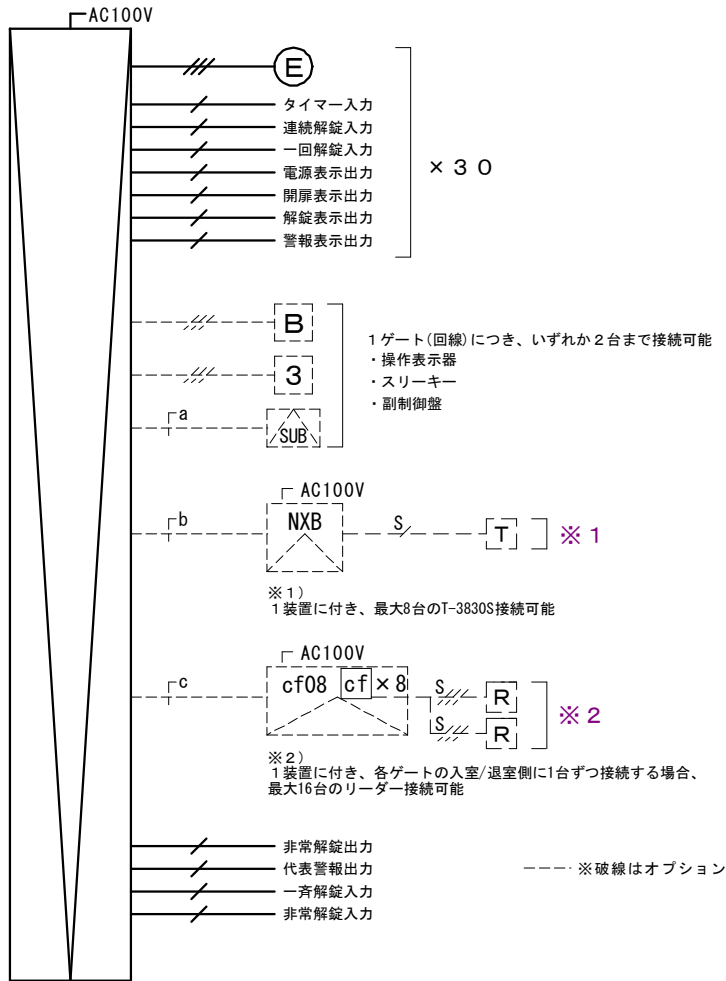 AC100V
E
タイマー入力
連続解錠入力
一回解錠入力
電源表示出力
開扉表示出力
解錠表示出力
警報表示出力
×30
B
3
a
SUB
1ゲート(回線)につき、いずれか2台まで接続可能
・操作表示器
・スリーキー
・副制御盤
AC100V
b
NXB
S
T
※1
※1)
1装置に付き、最大8台のT-3830S接続可能
AC100V
c
cf08 cf×8
S
R
S
R
※2
※2)
1装置に付き、各ゲートの入室/退室側に1台ずつ接続する場合、
最大16台のリーダー接続可能
非常解錠出力
代表警報出力
一斉解錠入力
非常解錠入力
※破線はオプション